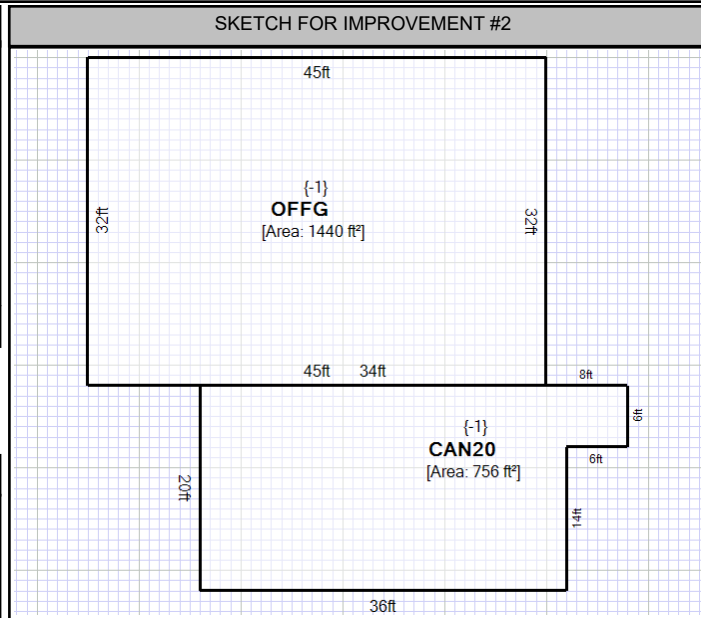 SKETCH FOR IMPROVEMENT #2
45ft
{-1}
OFFG
[Area: 1440 ft²]
32ft
32ft
45ft 34ft
8ft
6ft
{-1}
CAN20
[Area: 756 ft²]
6ft
20ft
14ft
36ft